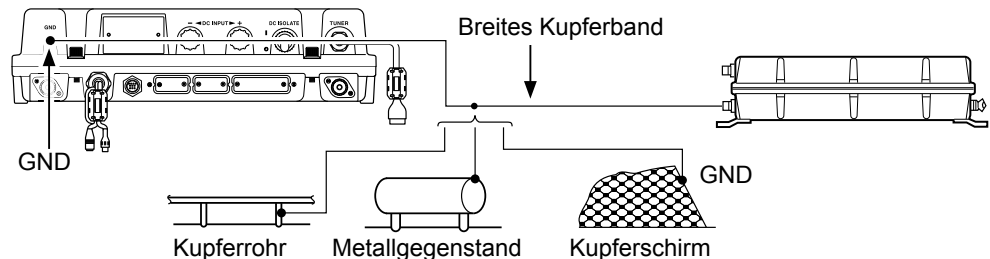 Breites Kupferband
GND
- ◄DC INPUT► +
DC ISOLATE
TUNER
GND
GND
Kupferrohr
Metallgegenstand
Kupferschirm